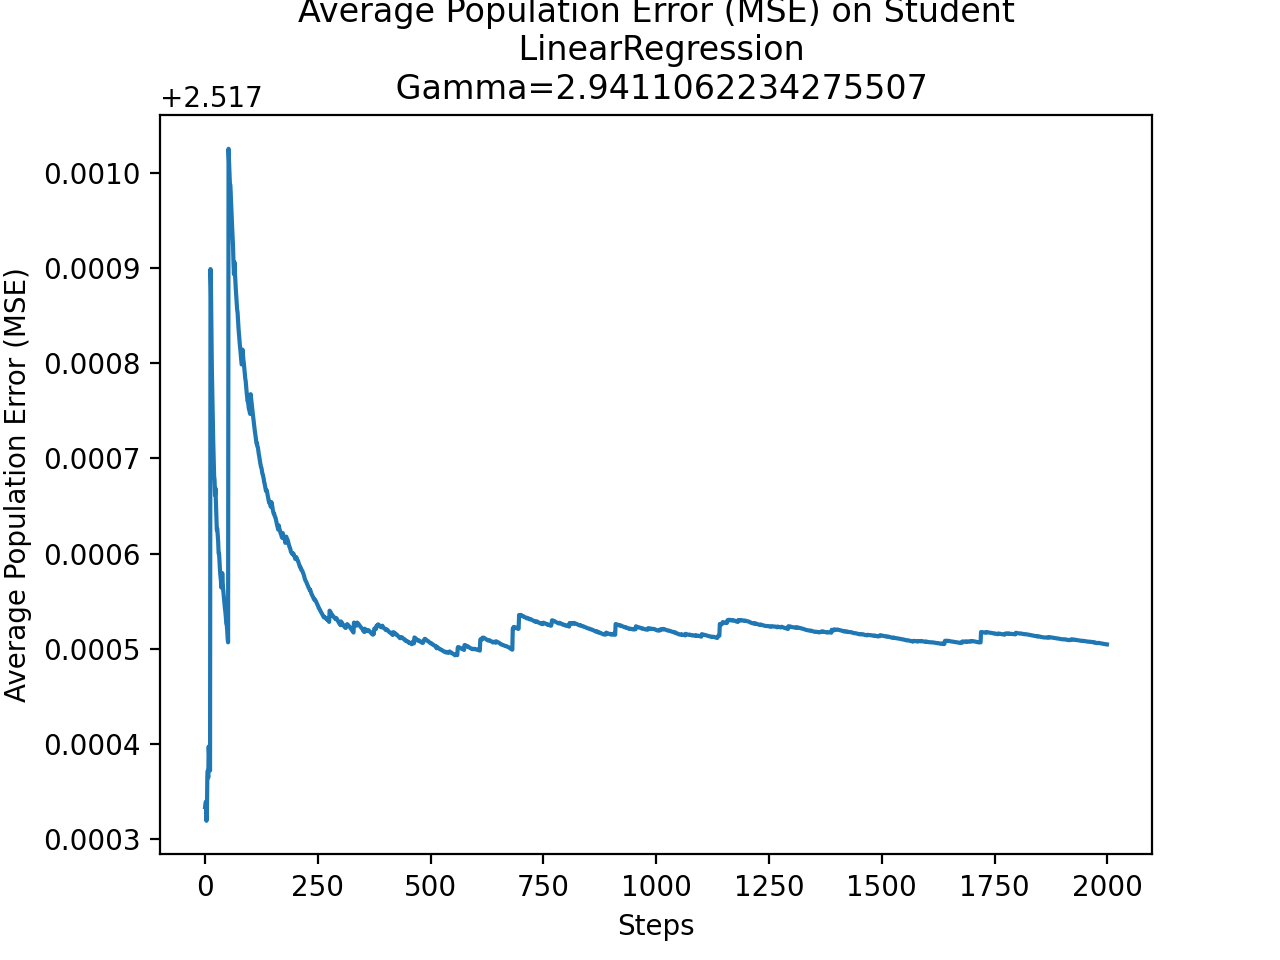 Average Population Error (MSE) on Student
LinearRegression
Gamma=2.9411062234275507
+2.517
0.0010
0.0009
0.0008
0.0007
0.0006
0.0005
0.0004
0.0003
Average Population Error (MSE)
0 250 500 750 1000 1250 1500 1750 2000
Steps